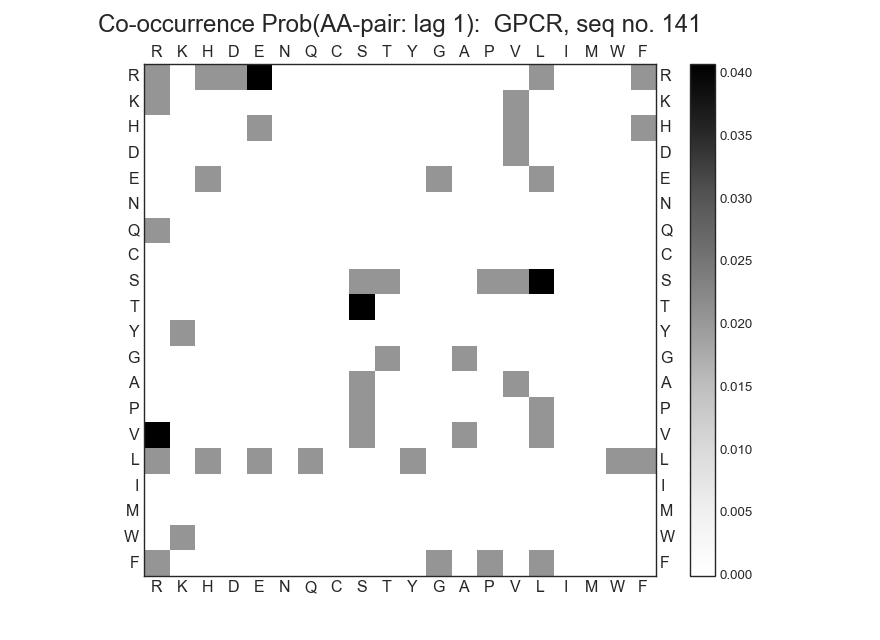 Co-occurrence Prob(AA-pair: lag 1):  GPCR, seq no. 141
R K H D E N Q C S T Y G A P V L I M W F
R R 0.040
K K
H H 0.035
D D
E E 0.030
N N
Q Q 0.025
C C
S S
T T 0.020
Y Y
G G
A A 0.015
P P
V V 0.010
L L
I I 0.005
M M
W W
F F 0.000
R K H D E N Q C S T Y G A P V L I M W F